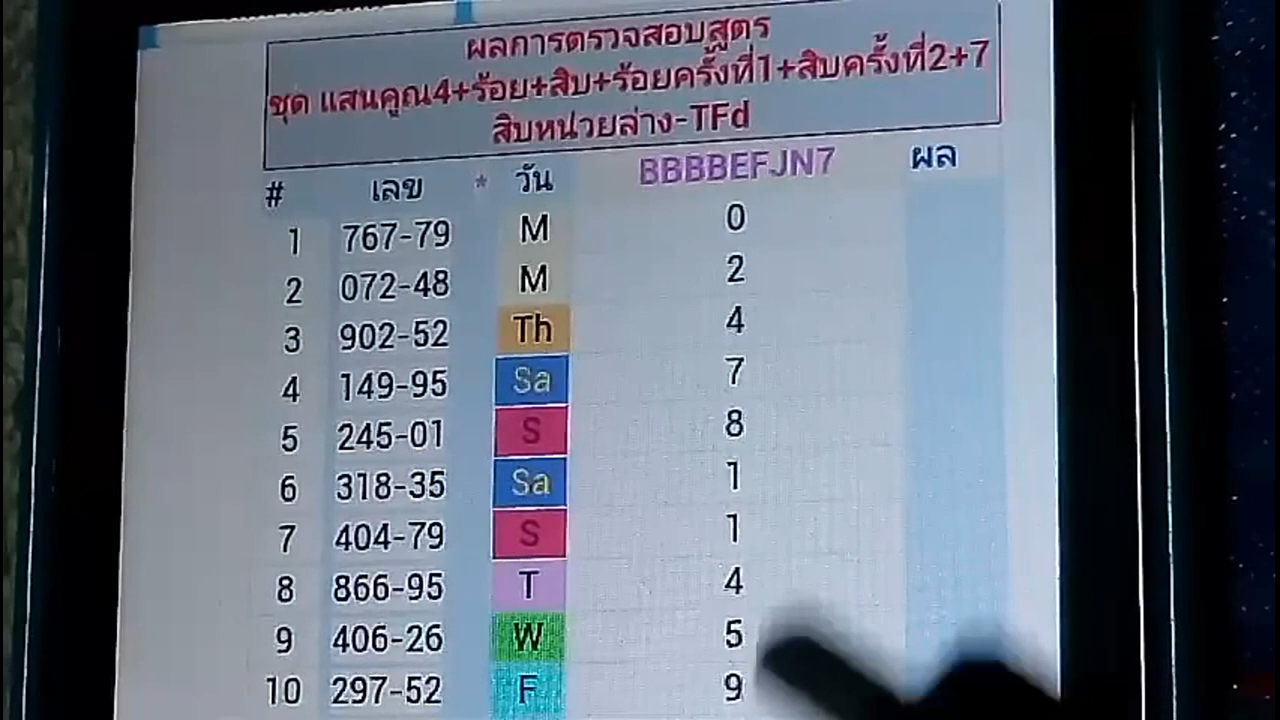 ผลการตรวจสอบสูตร
ชุด แสนคูณ4+ร้อย+สิบ+ร้อยครั้งที่1+สิบครั้งที่2+7
สิบหน่วยล่าง-TFd
# เลข * วัน BBBBEFJN7 ผล
1 767-79 M 0
2 072-48 M 2
3 902-52 Th 4
4 149-95 Sa 7
5 245-01 S 8
6 318-35 Sa 1
7 404-79 S 1
8 866-95 T 4
9 406-26 W 5
10 297-52 F 9